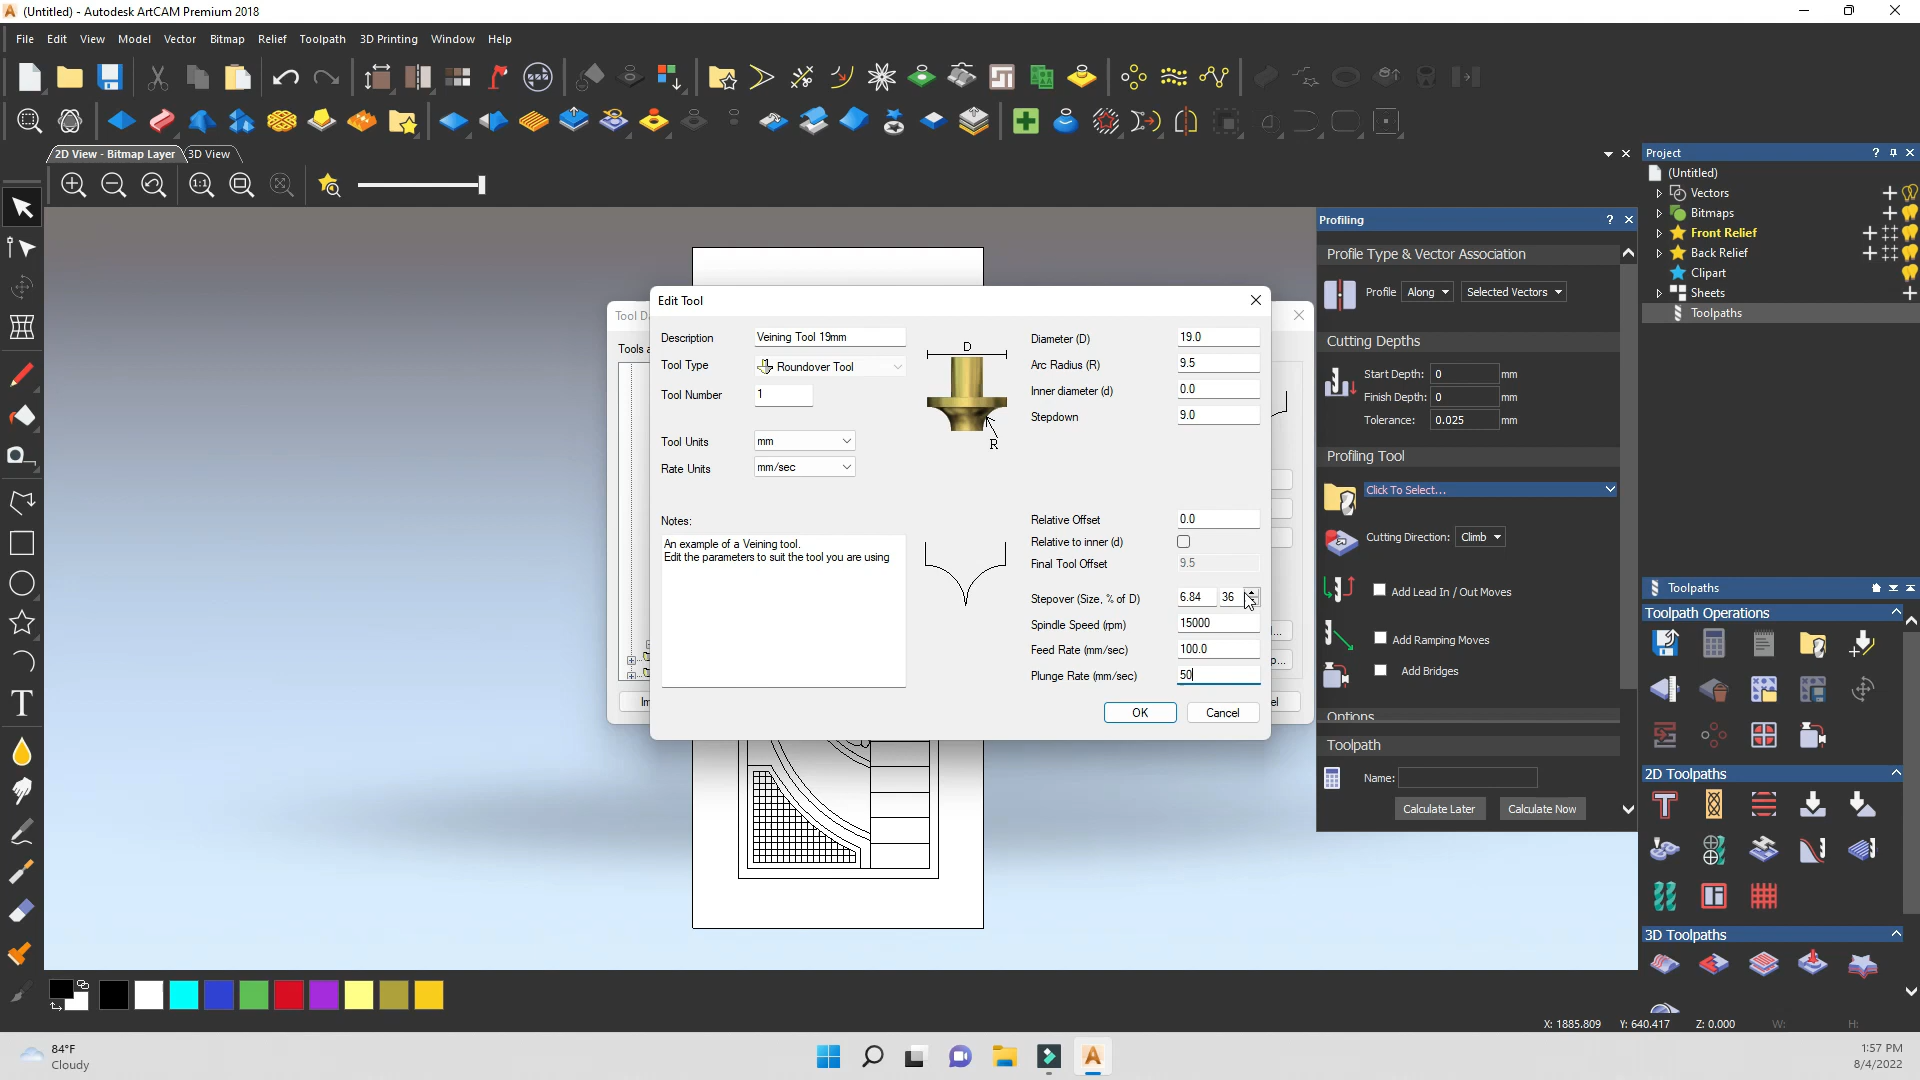 (Untitled) - Autodesk ArtCAM Premium 2018
File Edit View Model Vector Bitmap Relief Toolpath 3D Printing Window Help
2D View - Bitmap Layer 3D View
1:1
Project
(Untitled)
Vectors
Bitmaps
Front Relief
Back Relief
Clipart
Sheets
Toolpaths
Profiling
Profile Type & Vector Association
Profile Along Selected Vectors
Cutting Depths
Start Depth: 0 mm
Finish Depth: 0 mm
Tolerance: 0.025 mm
Profiling Tool
Click To Select...
Cutting Direction: Climb
Add Lead In / Out Moves
Add Ramping Moves
Add Bridges
Options
Toolpath
Name:
Calculate Later Calculate Now
Tool D
Tools a
Edit Tool
Description Veining Tool 19mm
Tool Type Roundover Tool
Tool Number 1
Tool Units mm
Rate Units mm/sec
Notes:
An example of a Veining tool.
Edit the parameters to suit the tool you are using
D
R
Diameter (D) 19.0
Arc Radius (R) 9.5
Inner diameter (d) 0.0
Stepdown 9.0
Relative Offset 0.0
Relative to inner (d)
Final Tool Offset 9.5
Stepover (Size, % of D) 6.84 36
Spindle Speed (rpm) 15000
Feed Rate (mm/sec) 100.0
Plunge Rate (mm/sec) 50
OK Cancel
Toolpaths
Toolpath Operations
2D Toolpaths
3D Toolpaths
X: 1885.809 Y: 640.417 Z: 0.000 W: H:
84°F
Cloudy
1:57 PM
8/4/2022